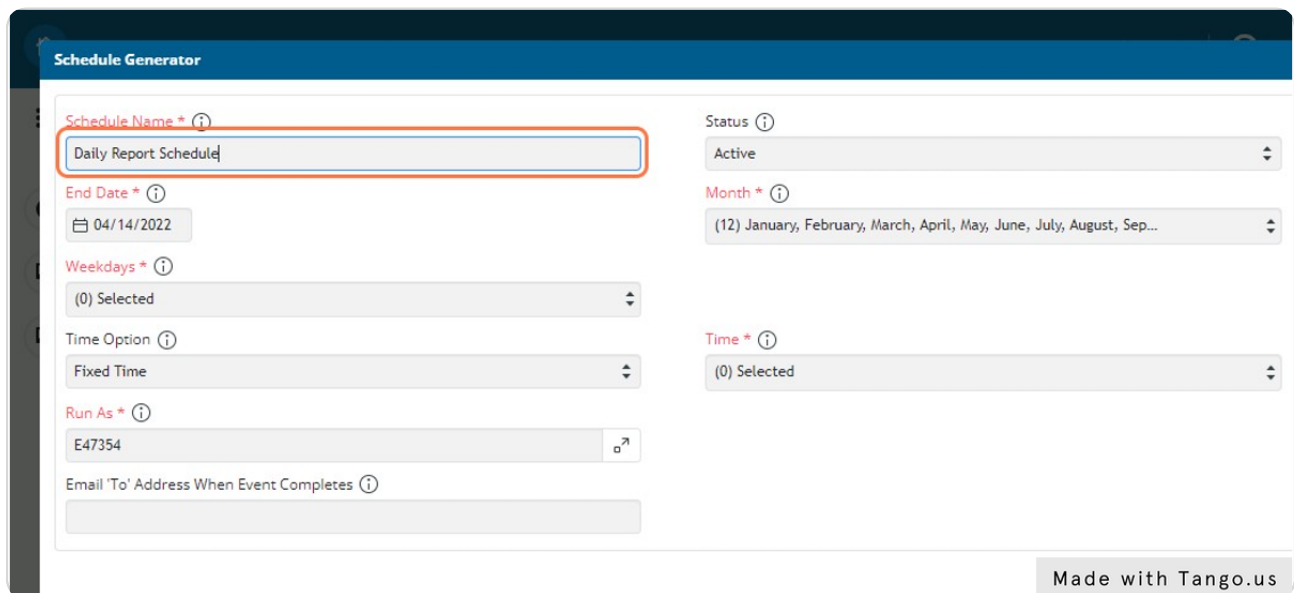 Schedule Generator
Schedule Name *
Status
Daily Report Schedule
Active
End Date *
Month *
04/14/2022
(12) January, February, March, April, May, June, July, August, Sep...
Weekdays *
(0) Selected
Time Option
Time *
Fixed Time
(0) Selected
Run As *
E47354
Email 'To' Address When Event Completes
Made with Tango.us